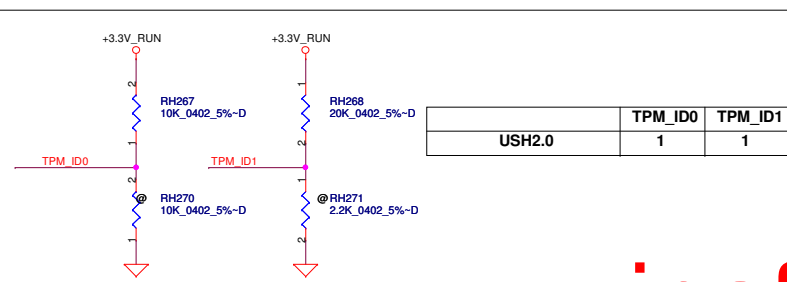 +3.3V_RUN +3.3V_RUN
2 1
RH267 RH268
10K_0402_5%~D 20K_0402_5%~D
TPM_ID0 TPM_ID1
USH2.0 1 1
1 2
TPM_ID0 TPM_ID1
2 1
@ RH270 @ RH271
10K_0402_5%~D 2.2K_0402_5%~D
1 2